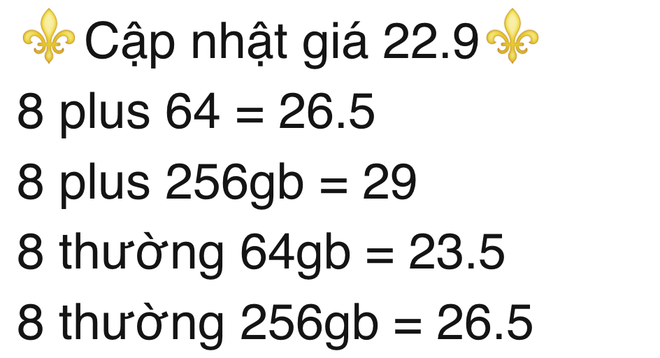 ⚜️Cập nhật giá 22.9⚜️
8 plus 64 = 26.5
8 plus 256gb = 29
8 thường 64gb = 23.5
8 thường 256gb = 26.5